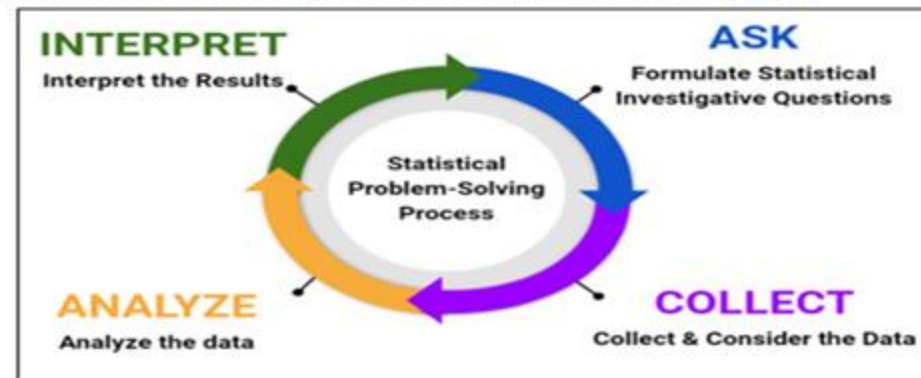 INTERPRET
Interpret the Results
ASK
Formulate Statistical
Investigative Questions
Statistical
Problem-Solving
Process
ANALYZE
Analyze the data
COLLECT
Collect & Consider the Data